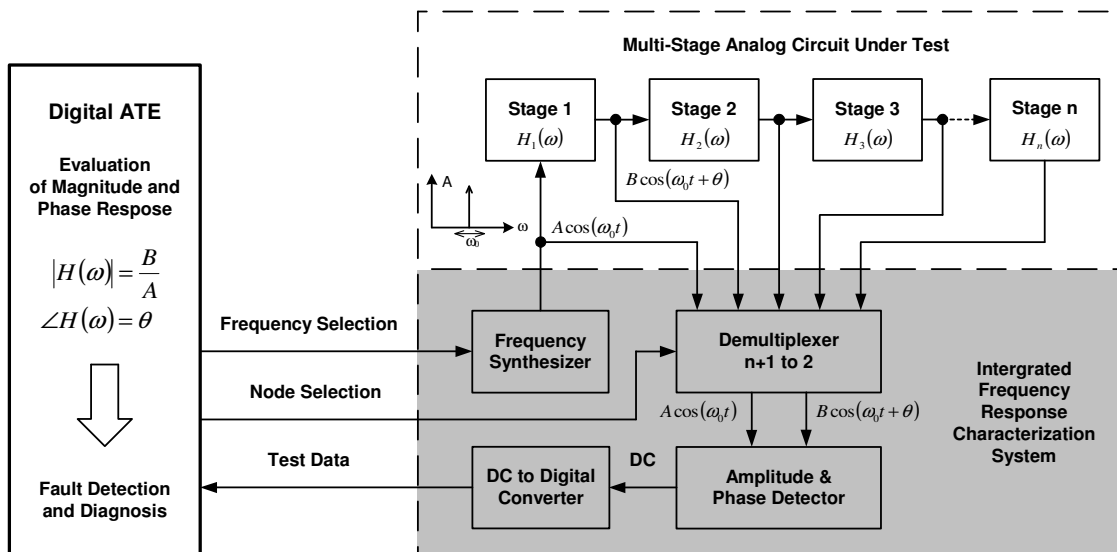 Multi-Stage Analog Circuit Under Test
Digital ATE
Evaluation
of Magnitude and
Phase Respose
|H(ω)| = B/A
∠H(ω) = θ
Fault Detection
and Diagnosis
Stage 1
H₁(ω)
Stage 2
H₂(ω)
Stage 3
H₃(ω)
Stage n
Hₙ(ω)
A
ω
ω₀
B cos(ω₀t + θ)
A cos(ω₀t)
Frequency Selection
Node Selection
Test Data
Frequency
Synthesizer
Demultiplexer
n+1 to 2
A cos(ω₀t)
B cos(ω₀t + θ)
DC to Digital
Converter
DC
Amplitude &
Phase Detector
Intergrated
Frequency
Response
Characterization
System